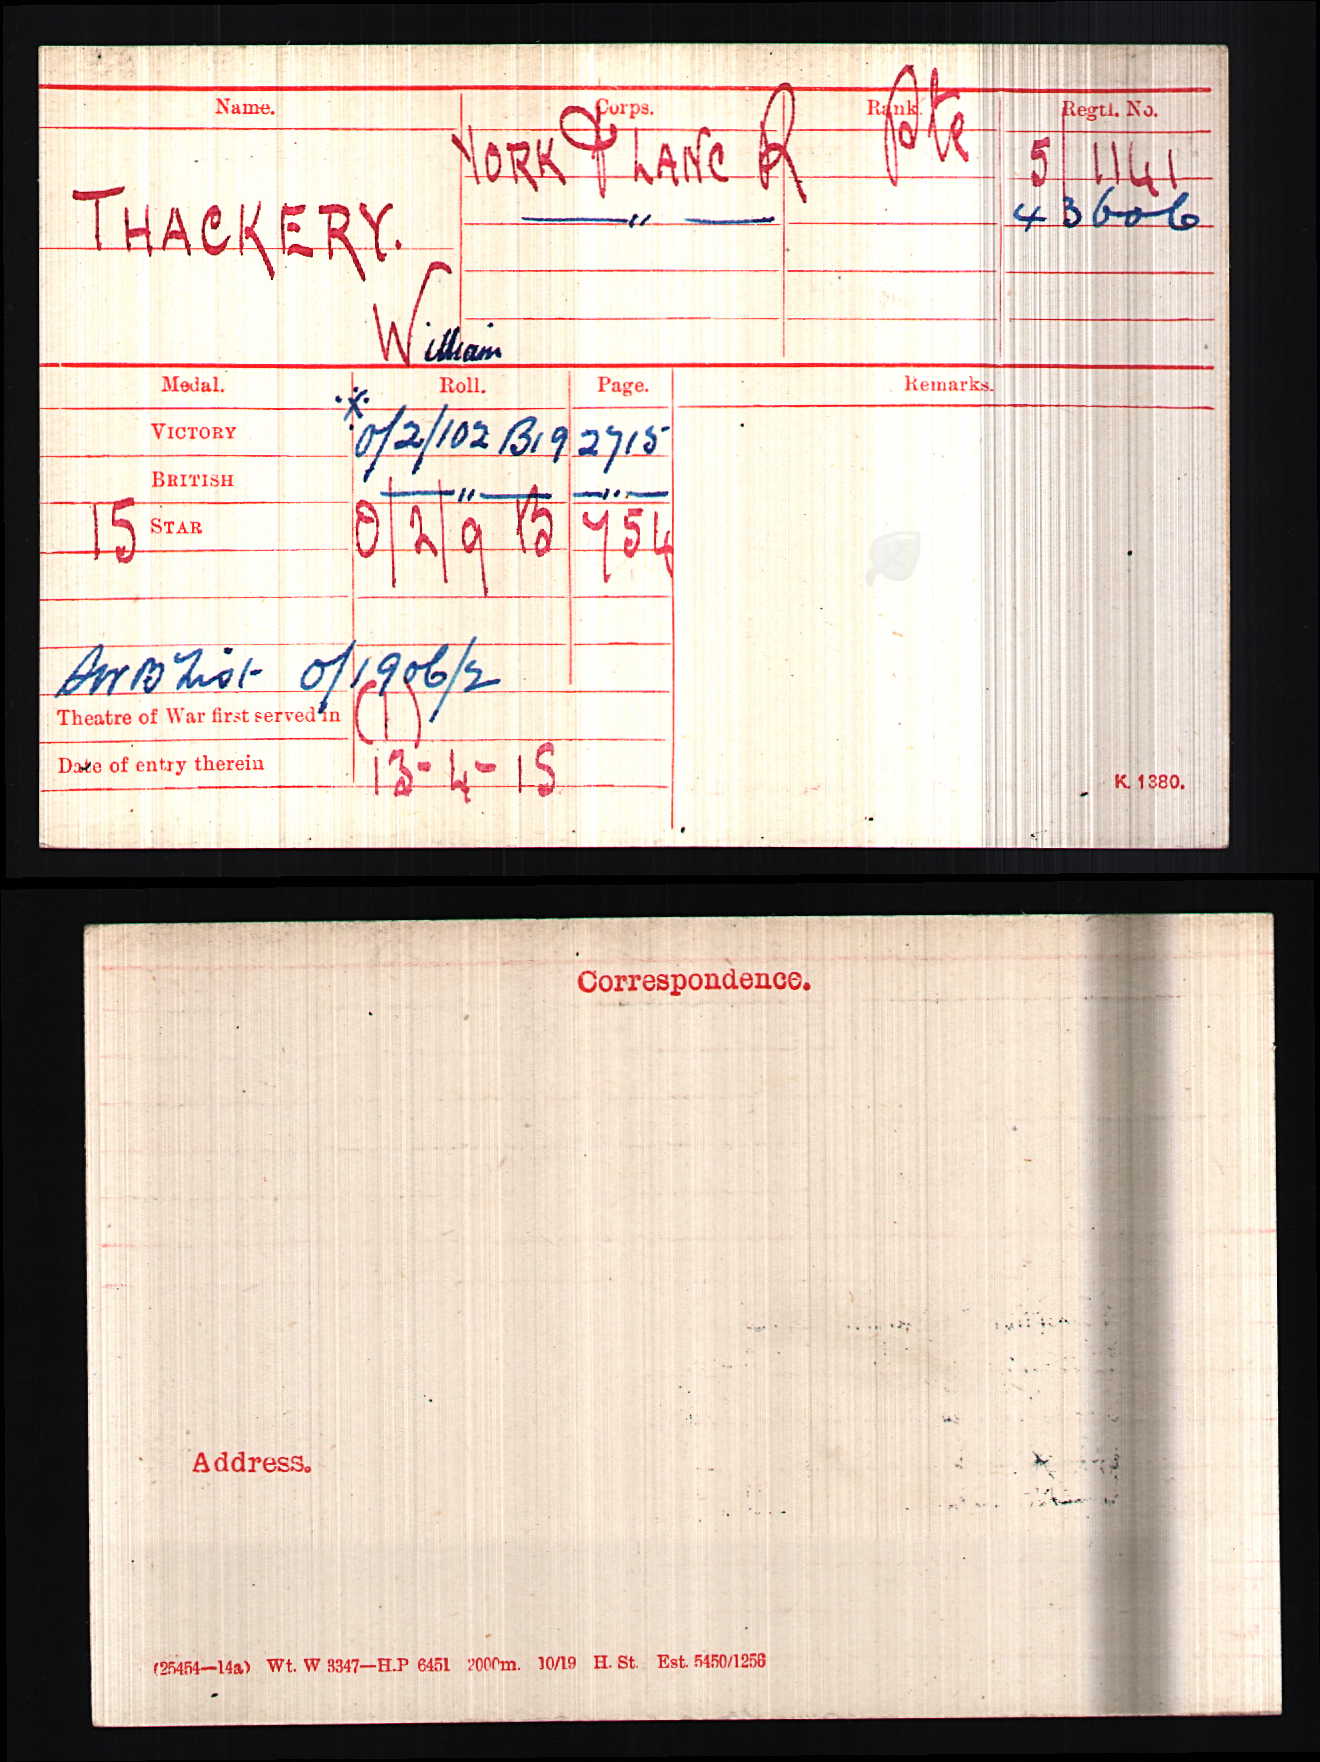 Name. Corps. Rank. Regtl. No.
YORK & LANC R Pte 5/1141
THACKERY. —"— 43606
William
Medal. Roll. Page. Remarks.
VICTORY O/2/102 B19 2715
BRITISH —"— —"—
15 STAR O/2/9 B 754
List O/1906/2
Theatre of War first served in (1)
Date of entry therein 13-4-15
K. 1380.
Correspondence.
Address.
(25454—14a) Wt. W 3347—H.P 6451 2000m. 10/19 H. St. Est. 5450/1256